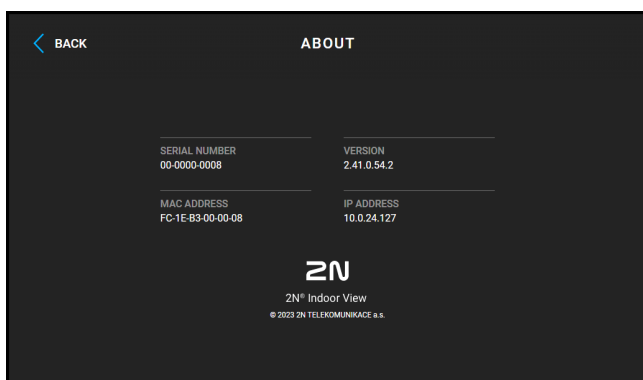 BACK
ABOUT
SERIAL NUMBER
00-0000-0008
VERSION
2.41.0.54.2
MAC ADDRESS
FC-1E-B3-00-00-08
IP ADDRESS
10.0.24.127
2N
2N® Indoor View
© 2023 2N TELEKOMUNIKACE a.s.